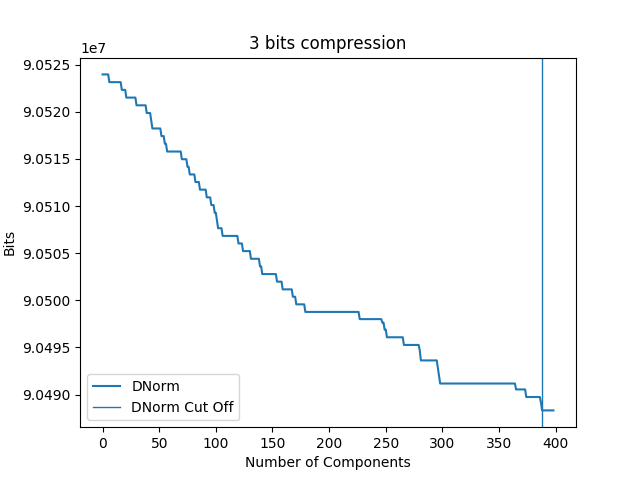 3 bits compression
1e7
9.0525
9.0520
9.0515
9.0510
9.0505
9.0500
9.0495
9.0490
Bits
DNorm
DNorm Cut Off
0 50 100 150 200 250 300 350 400
Number of Components